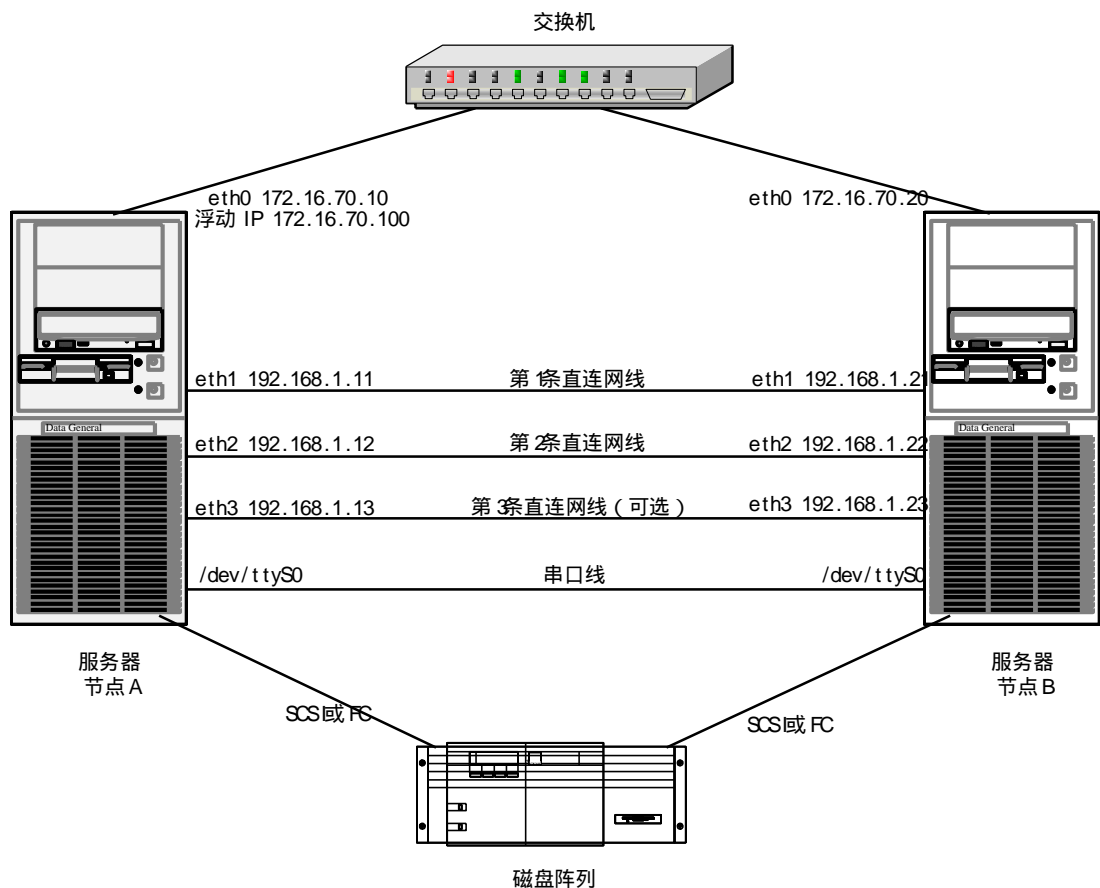 交换机
eth0 172.16.70.10
浮动 IP 172.16.70.100
eth0 172.16.70.20
eth1 192.168.1.11
第1条直连网线
eth1 192.168.1.21
Data General
Data General
eth2 192.168.1.12
第2条直连网线
eth2 192.168.1.22
eth3 192.168.1.13
第3条直连网线（可选）
eth3 192.168.1.23
/dev/ttyS0
串口线
/dev/ttyS0
服务器
节点A
服务器
节点B
SCSI或 FC
SCSI或 FC
磁盘阵列